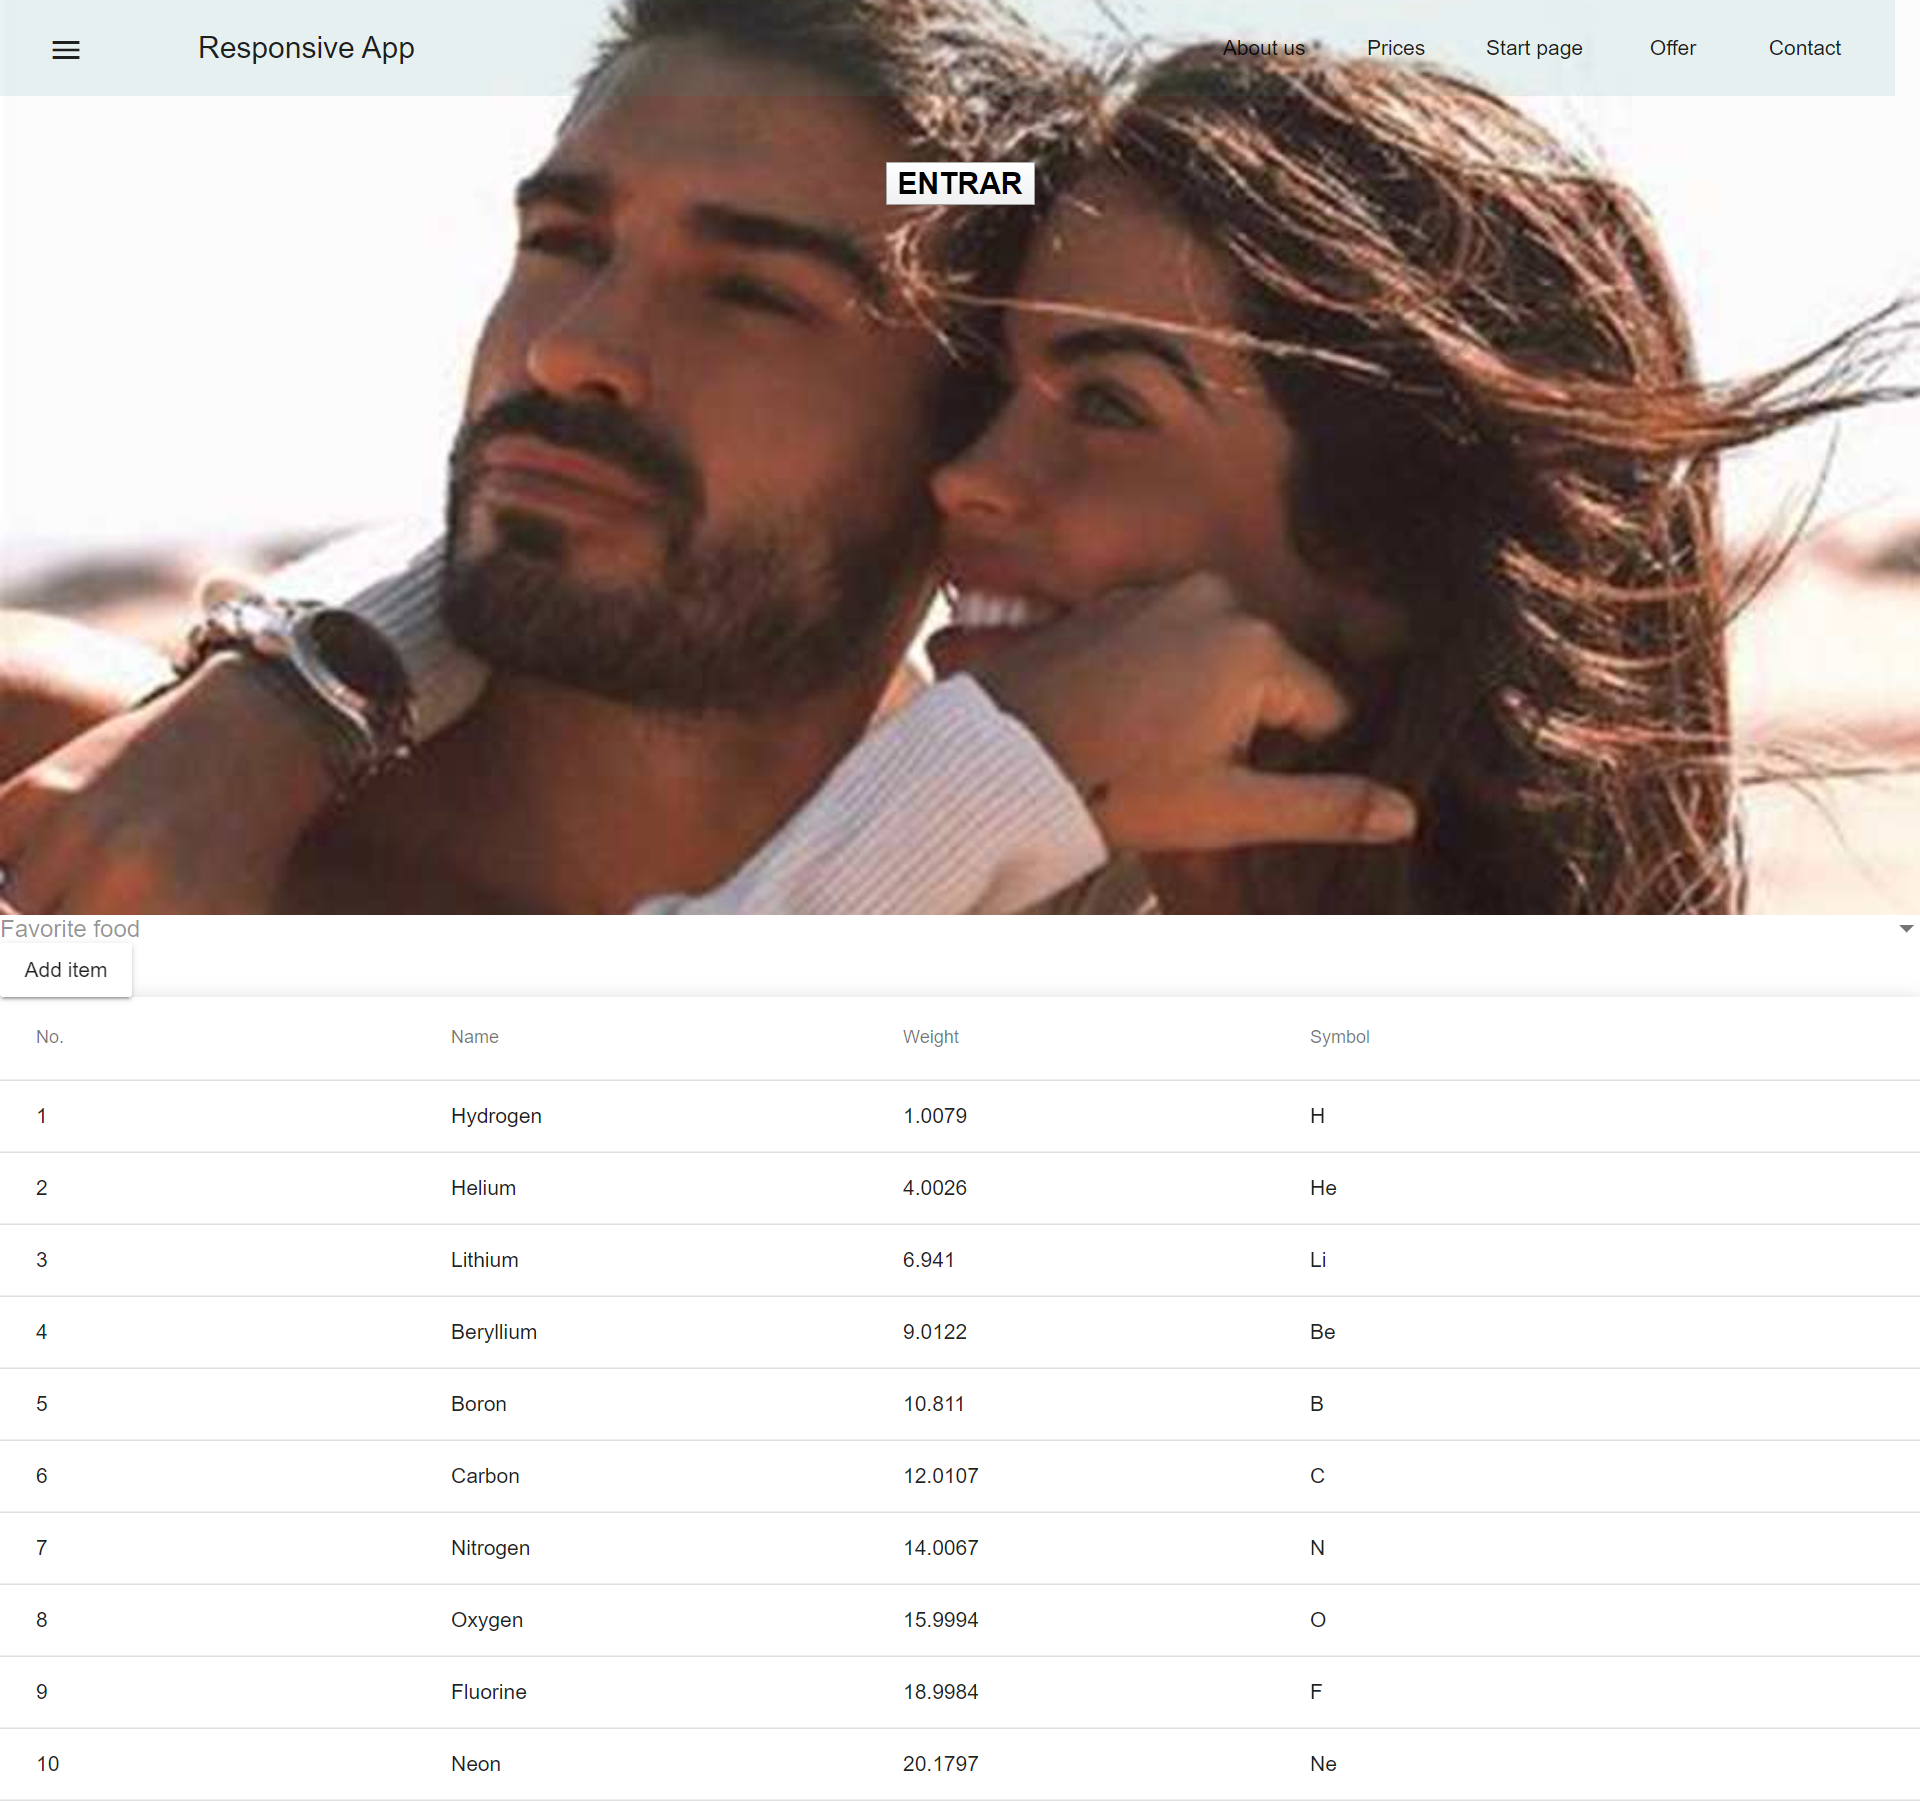 Responsive App About us Prices Start page Offer Contact
ENTRAR
Favorite food
Add item
No. Name Weight Symbol
1 Hydrogen 1.0079 H
2 Helium 4.0026 He
3 Lithium 6.941 Li
4 Beryllium 9.0122 Be
5 Boron 10.811 B
6 Carbon 12.0107 C
7 Nitrogen 14.0067 N
8 Oxygen 15.9994 O
9 Fluorine 18.9984 F
10 Neon 20.1797 Ne